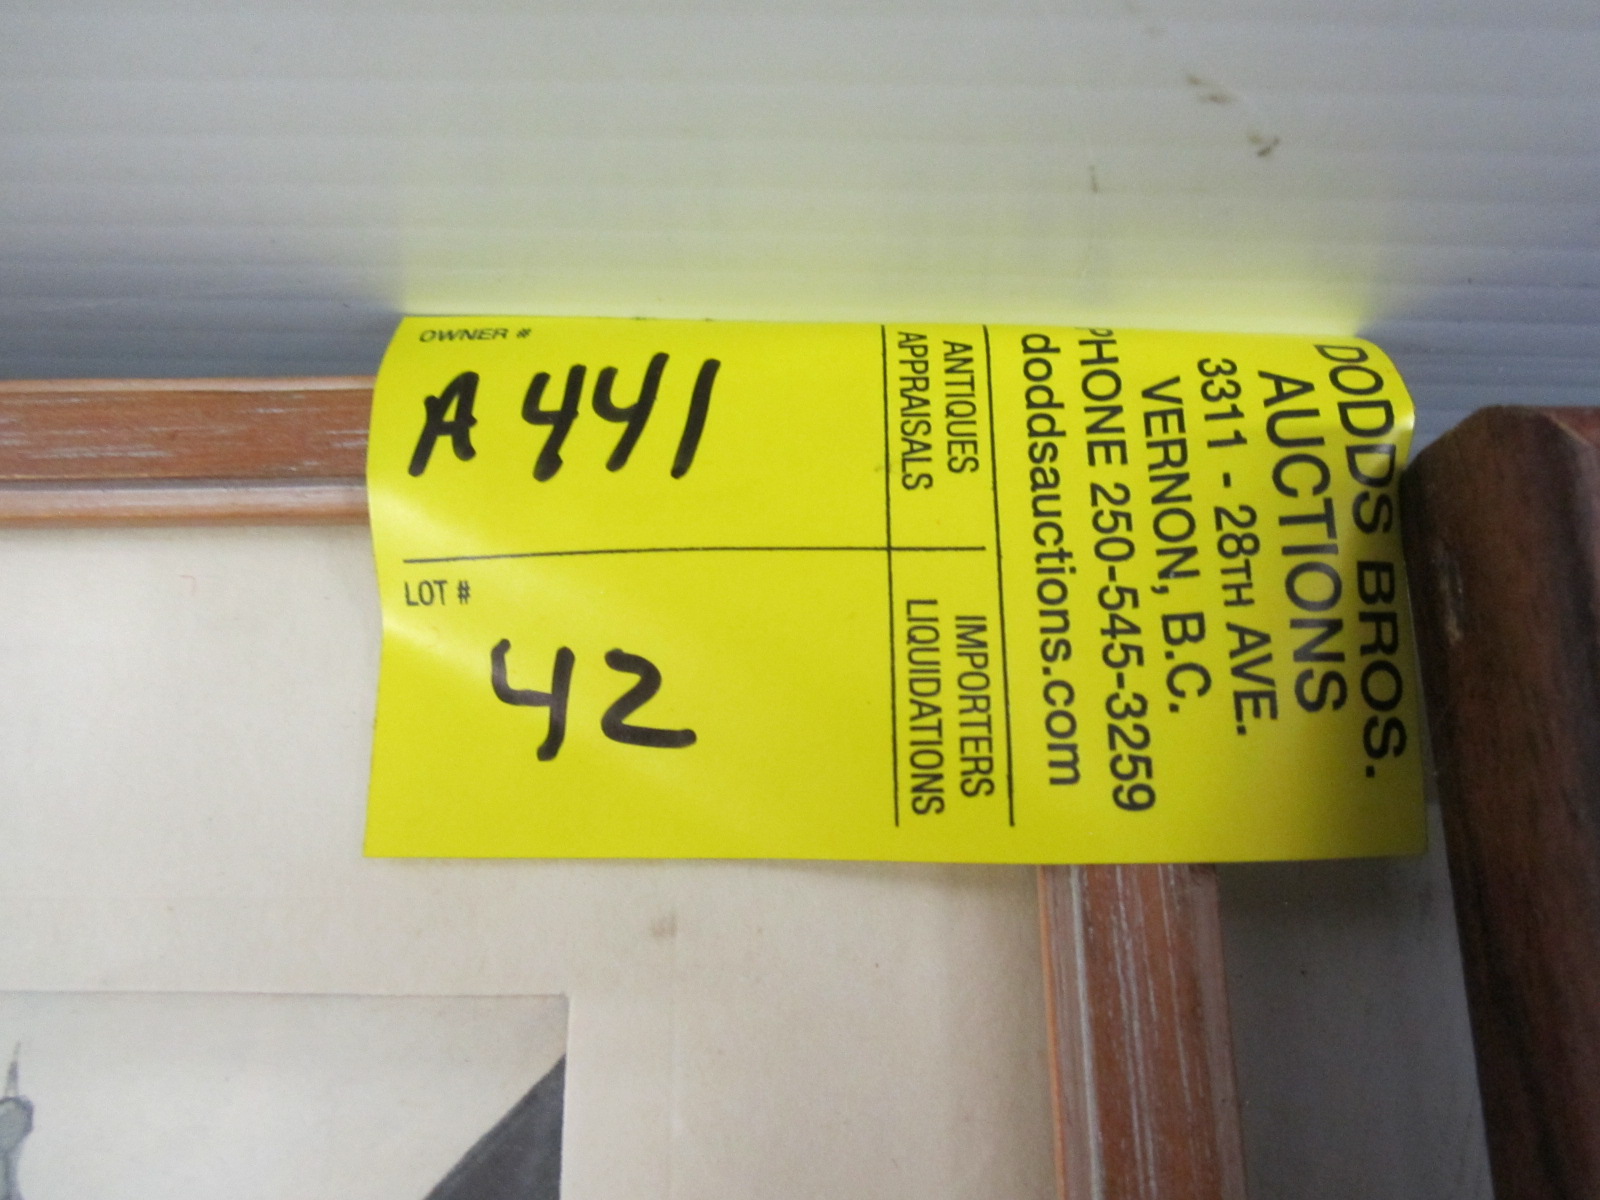 DODDS BROS.
AUCTIONS
3311 - 28TH AVE.
VERNON, B.C.
PHONE 250-545-3259
doddsauctions.com
ANTIQUES
APPRAISALS
IMPORTERS
LIQUIDATIONS
OWNER #
A441
LOT #
42